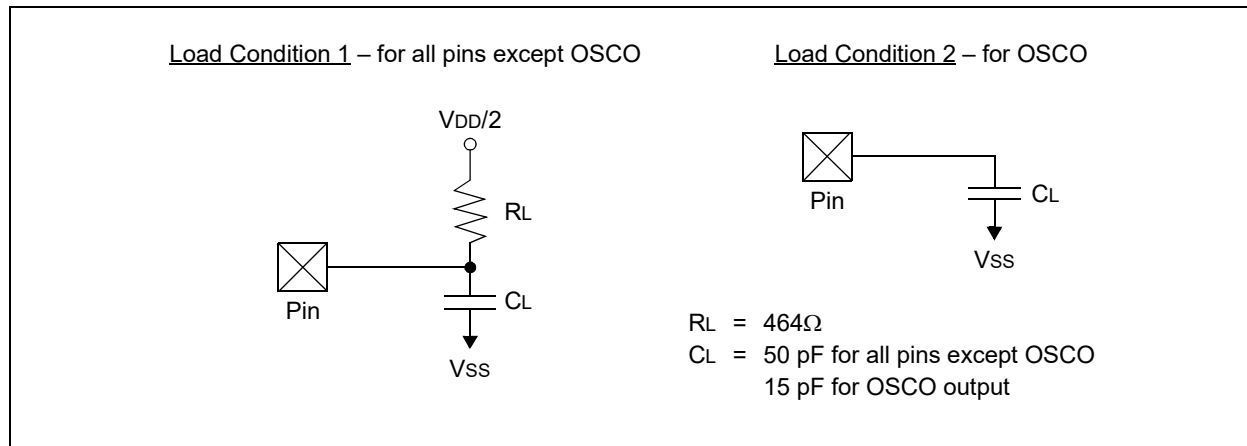 Load Condition 1 – for all pins except OSCO
VDD/2
RL
Pin
CL
VSS
Load Condition 2 – for OSCO
Pin
CL
VSS
RL = 464Ω
CL = 50 pF for all pins except OSCO
15 pF for OSCO output